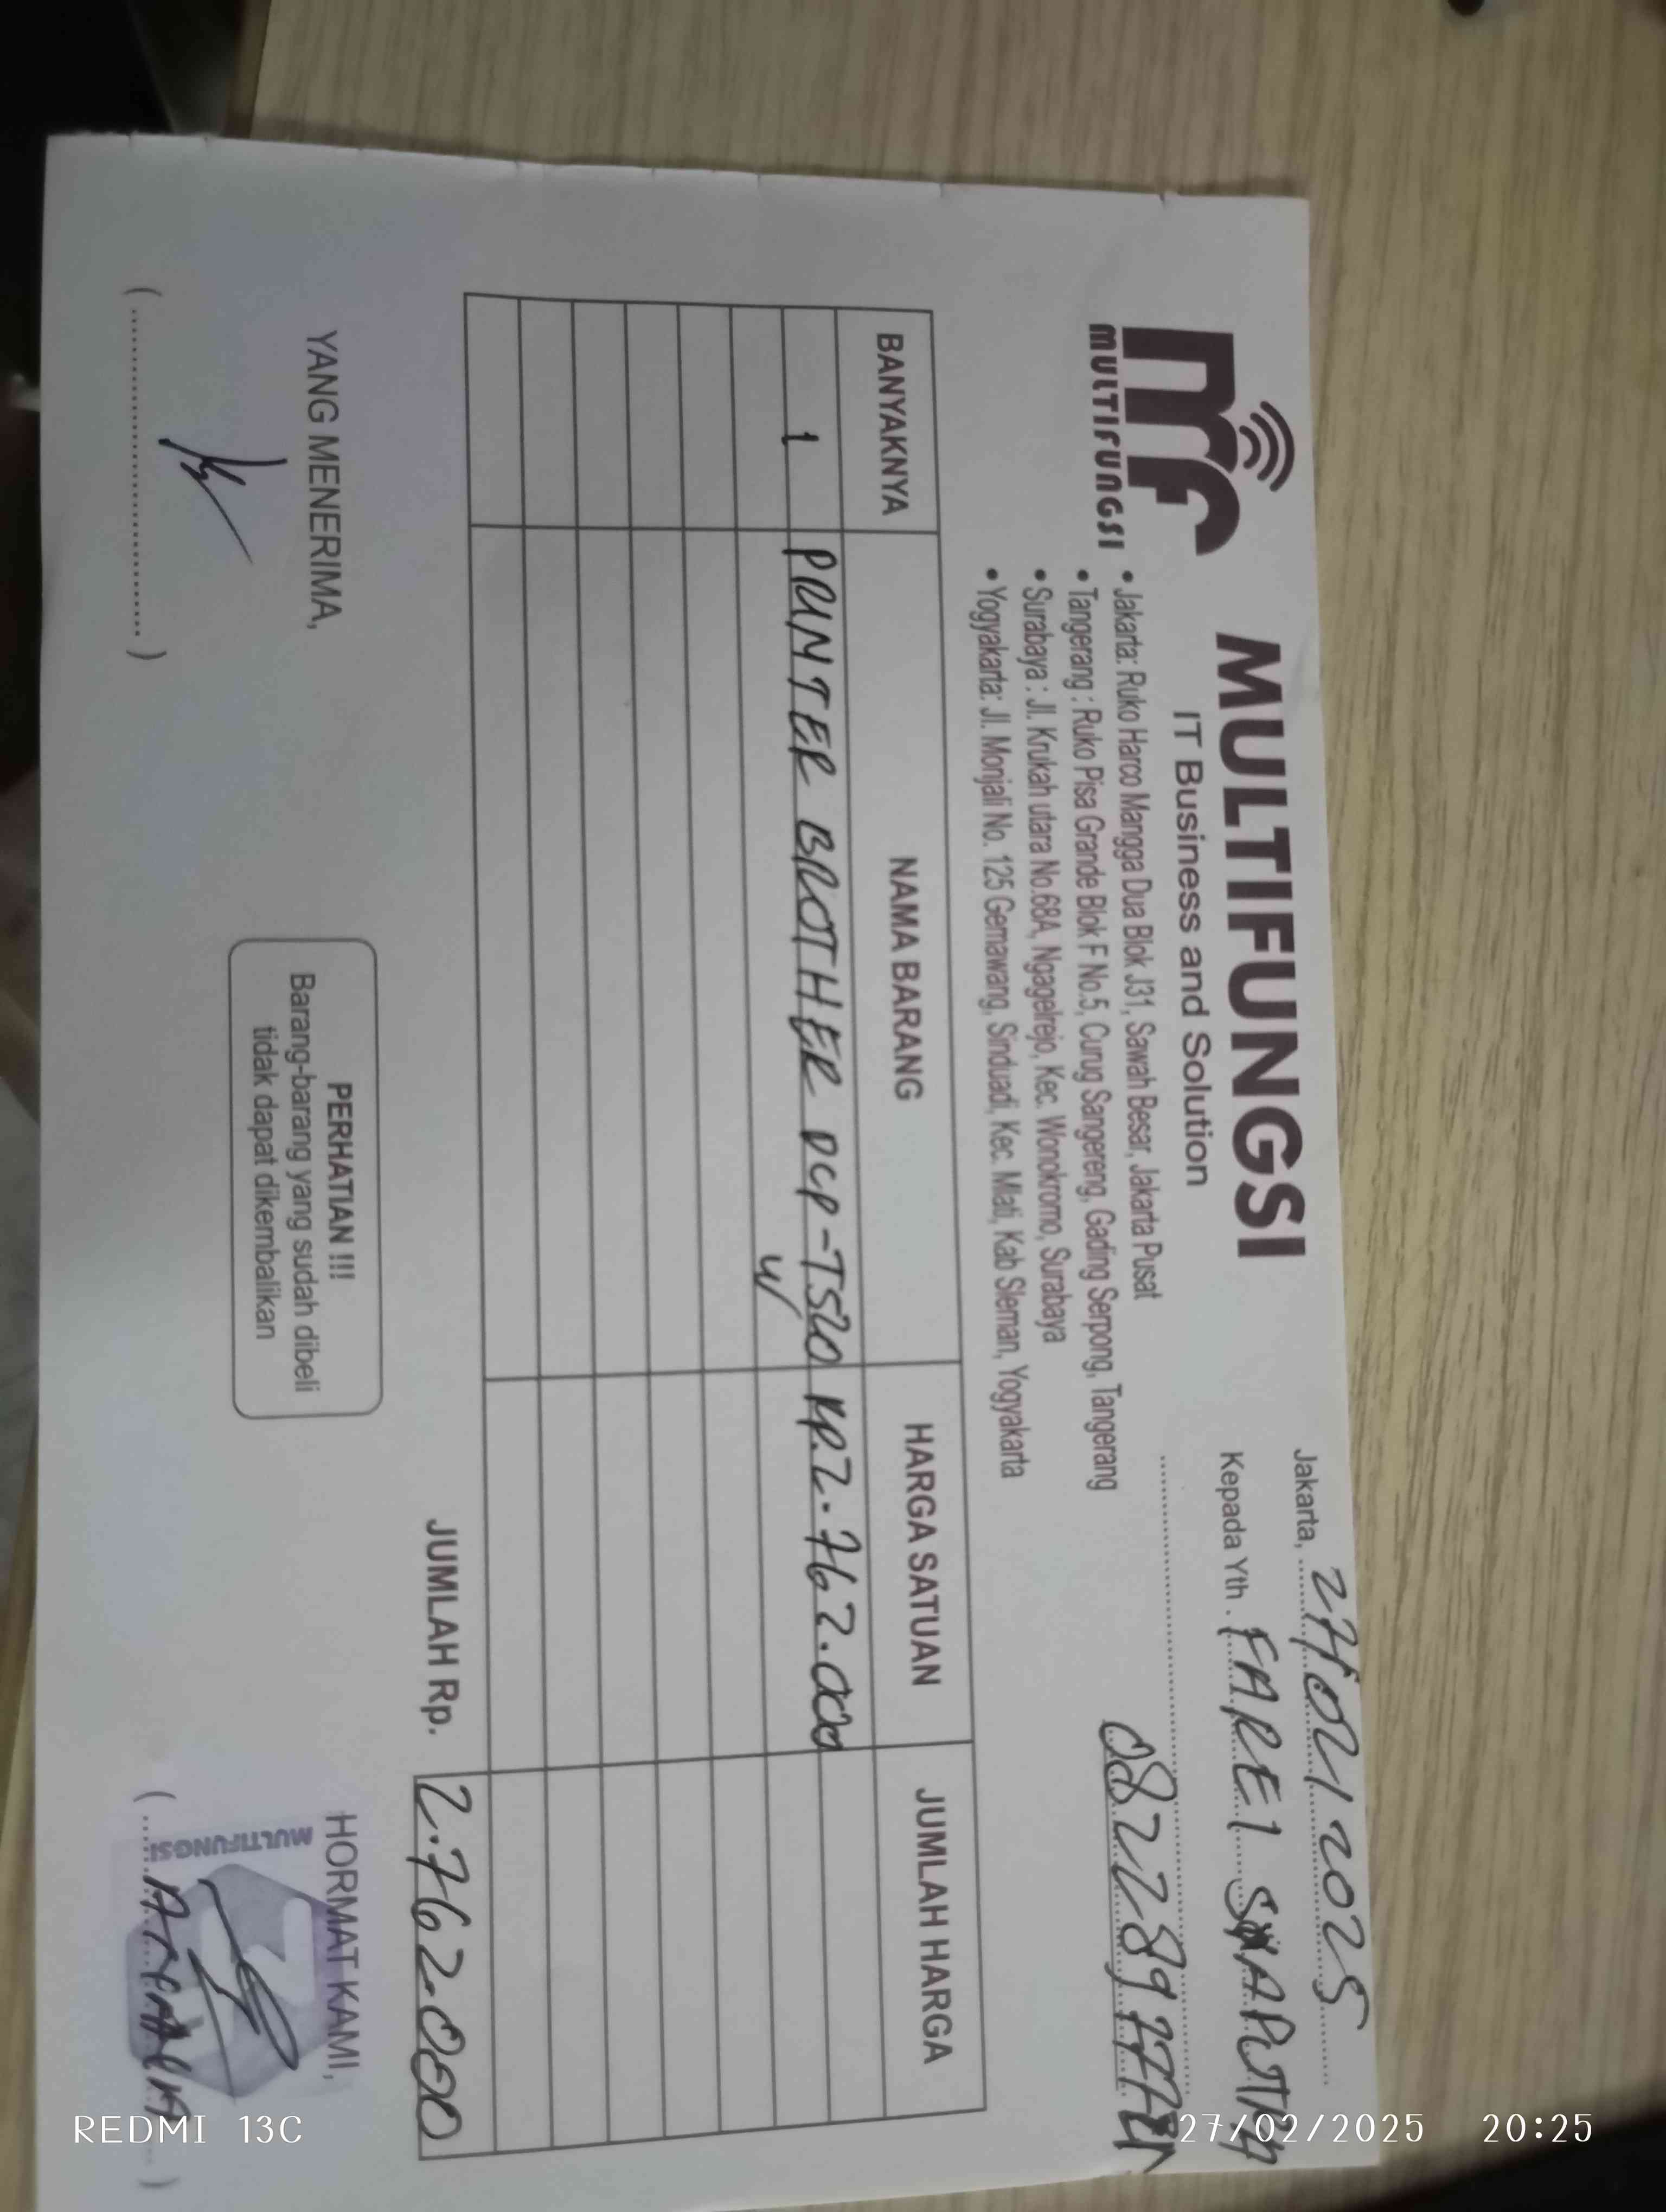 MULTIFUNGSI
MULTIFUNGSI
IT Business and Solution
• Jakarta: Ruko Harco Mangga Dua Blok J31, Sawah Besar, Jakarta Pusat
• Tangerang : Ruko Pisa Grande Blok F No.5, Curug Sangereng, Gading Serpong, Tangerang
• Surabaya : Jl. Krukah utara No.68A, Ngagelrejo, Kec. Wonokromo, Surabaya
• Yogyakarta: Jl. Monjali No. 125 Gemawang, Sinduadi, Kec. Mlati, Kab Sleman, Yogyakarta
Jakarta, 27/02/2025
Kepada Yth. FAREL SYAPUTRA
BANYAKNYA NAMA BARANG HARGA SATUAN JUMLAH HARGA
1 PRINTER BROTHER DCP-T520W Rp.2.762.000
JUMLAH Rp. 2.762.000
YANG MENERIMA,
PERHATIAN !!!
Barang-barang yang sudah dibeli
tidak dapat dikembalikan
HORMAT KAMI,
MULTIFUNGSI
REDMI 13C
27/02/2025 20:25